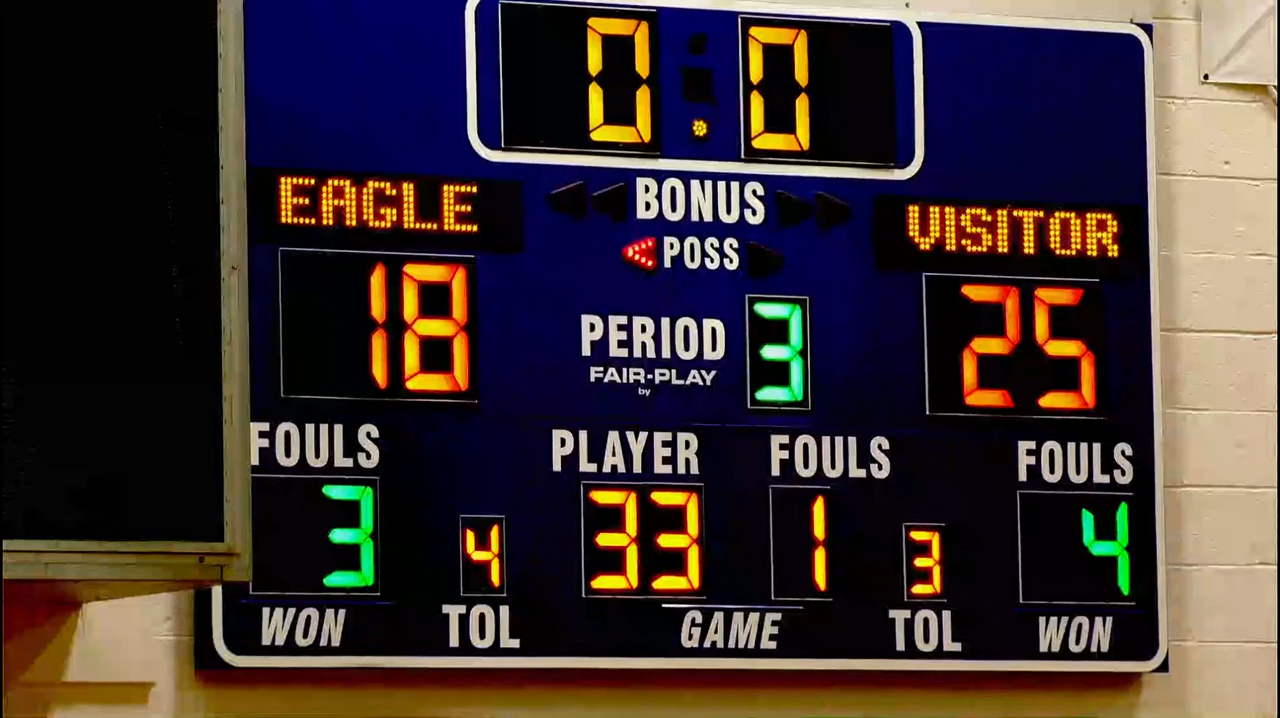 0.0
BONUS
EAGLE
VISITOR
POSS
18
PERIOD 3
25
FAIR-PLAY
by
FOULS
PLAYER
FOULS
FOULS
3
4
33
1
3
4
WON
TOL
GAME
TOL
WON